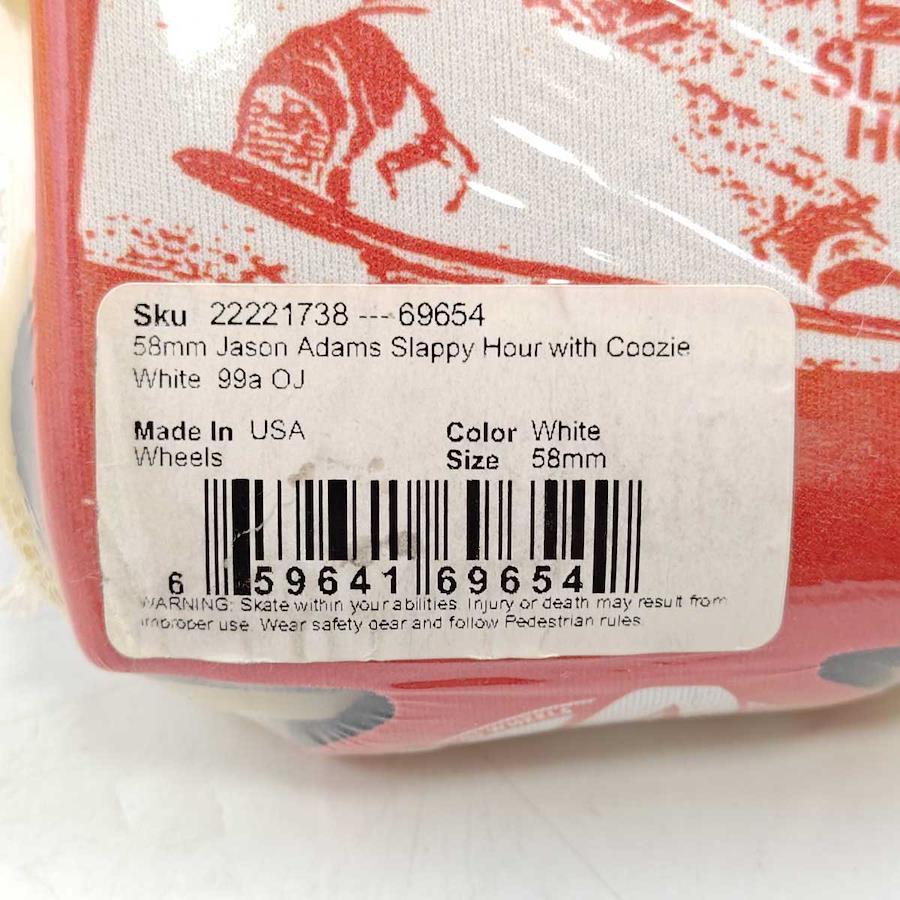 Sku 22221738 --- 69654
58mm Jason Adams Slappy Hour with Coozie
White 99a OJ
Made In USA
Color White
Wheels
Size 58mm
6 59641 69654
WARNING: Skate within your abilities. Injury or death may result from
improper use. Wear safety gear and follow Pedestrian rules.